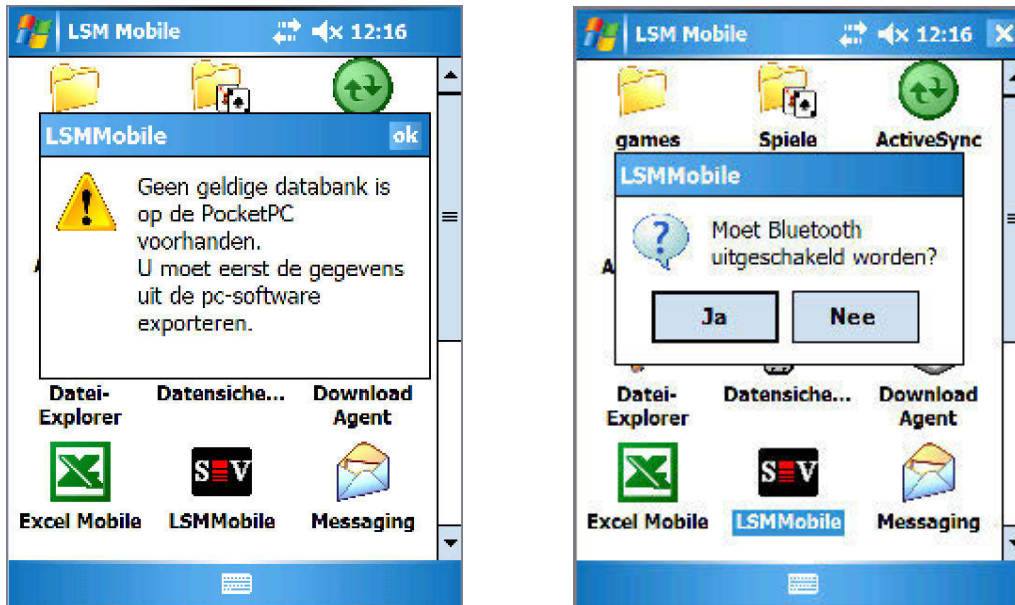 LSM Mobile 12:16
LSMMobile ok
Geen geldige databank is
op de PocketPC
voorhanden.
U moet eerst de gegevens
uit de pc-software
exporteren.
Datei-
Explorer
Datensiche...
Download
Agent
S V
Excel Mobile
LSMMobile
Messaging
LSM Mobile 12:16
games
Spiele
ActiveSync
LSMMobile
Moet Bluetooth
uitgeschakeld worden?
Ja
Nee
A
Datei-
Explorer
Datensiche...
Download
Agent
S V
Excel Mobile
LSMMobile
Messaging